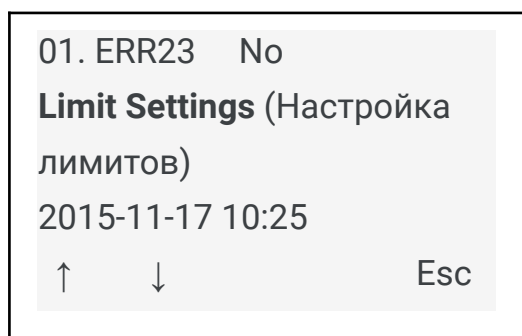 01. ERR23 No
Limit Settings (Настройка
лимитов)
2015-11-17 10:25
↑ ↓ Esc